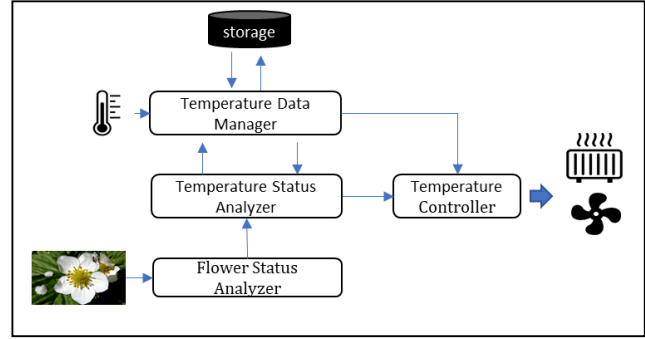 storage
Temperature Data
Manager
Temperature Status
Analyzer
Temperature
Controller
Flower Status
Analyzer